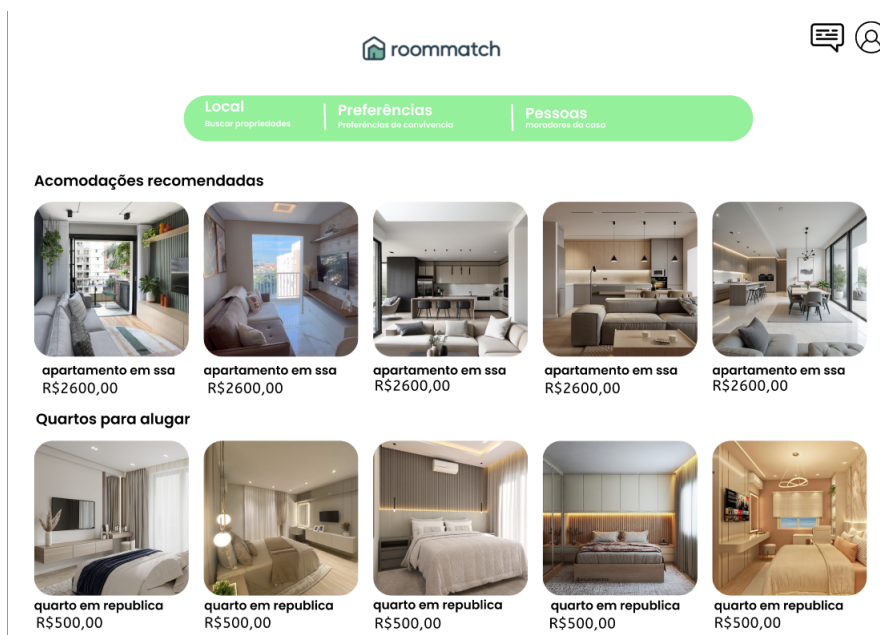 roommatch
Local
Buscar propriedades
Preferências
Preferências de convivencia
Pessoas
moradores da casa
Acomodações recomendadas
apartamento em ssa
R$2600,00
apartamento em ssa
R$2600,00
apartamento em ssa
R$2600,00
apartamento em ssa
R$2600,00
apartamento em ssa
R$2600,00
Quartos para alugar
quarto em republica
R$500,00
quarto em republica
R$500,00
quarto em republica
R$500,00
quarto em republica
R$500,00
quarto em republica
R$500,00